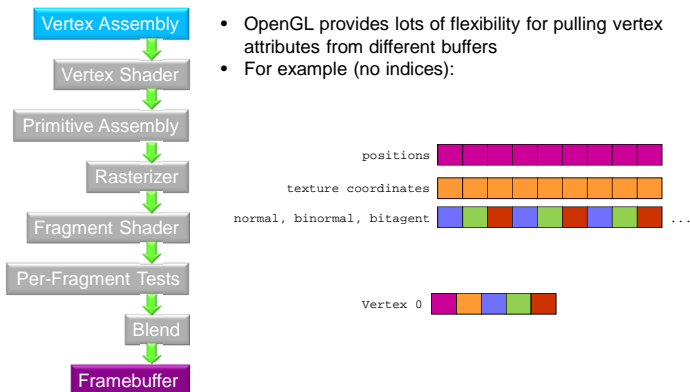 Vertex Assembly
Vertex Shader
Primitive Assembly
Rasterizer
Fragment Shader
Per-Fragment Tests
Blend
Framebuffer
• OpenGL provides lots of flexibility for pulling vertex
attributes from different buffers
• For example (no indices):
positions
texture coordinates
normal, binormal, bitagent
...
Vertex 0